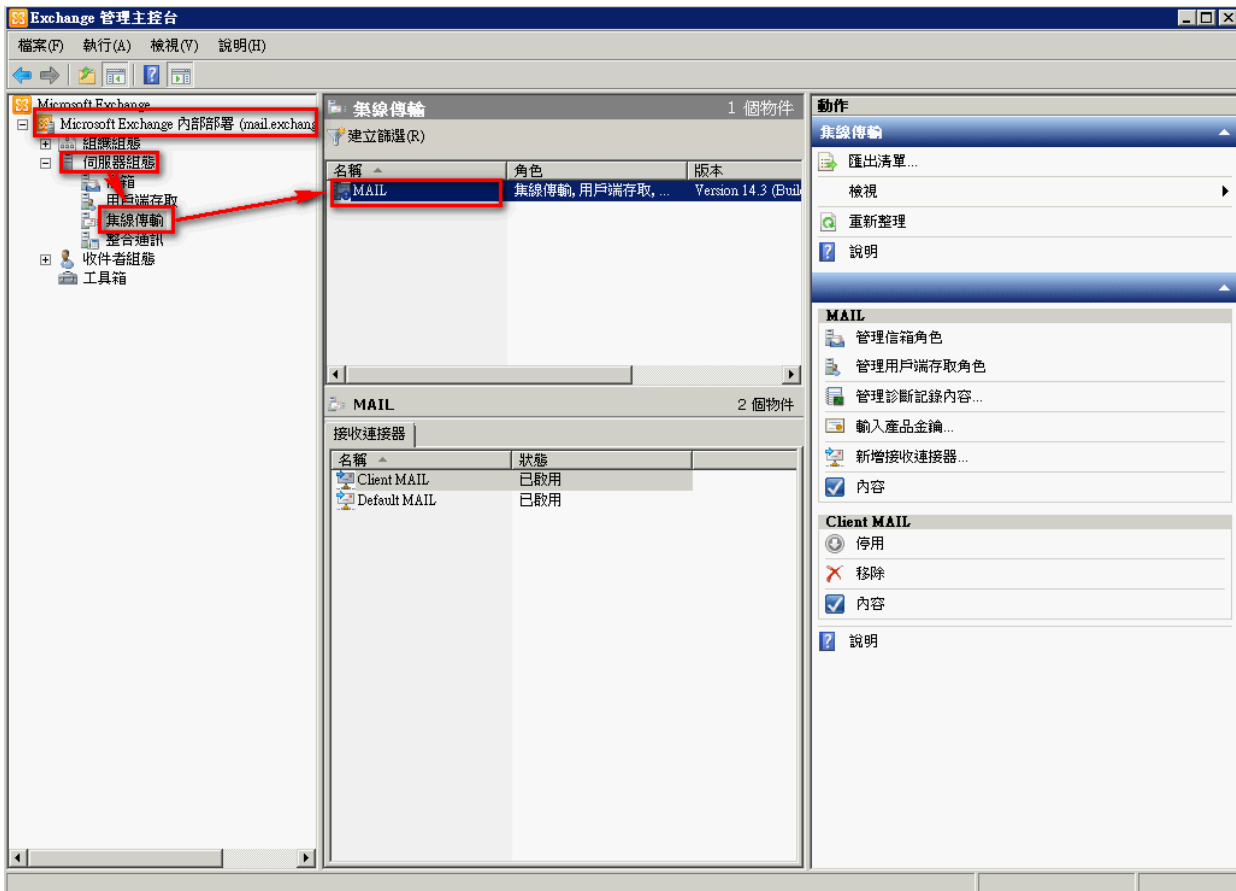 Exchange 管理主控台
檔案(F) 執行(A) 檢視(V) 說明(H)
Microsoft Exchange
Microsoft Exchange 內部部署 (mail.exchang
組織組態
伺服器組態
信箱
用戶端存取
集線傳輸
整合通訊
收件者組態
工具箱
集線傳輸 1 個物件
建立篩選(R)
名稱 角色 版本
MAIL 集線傳輸, 用戶端存取, ... Version 14.3 (Buil
MAIL 2 個物件
接收連接器
名稱 狀態
Client MAIL 已啟用
Default MAIL 已啟用
動作
集線傳輸
匯出清單...
檢視
重新整理
說明
MAIL
管理信箱角色
管理用戶端存取角色
管理診斷記錄內容...
輸入產品金鑰...
新增接收連接器...
內容
Client MAIL
停用
移除
內容
說明